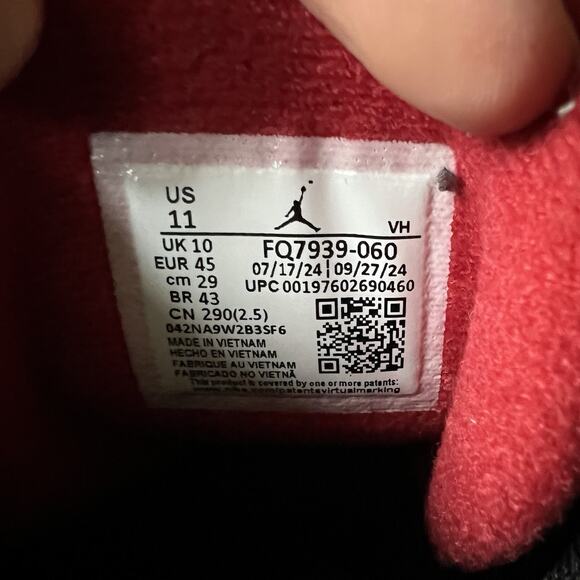 US
11
VH
UK 10
EUR 45
cm 29
BR 43
CN 290(2.5)
FQ7939-060
07/17/24 | 09/27/24
UPC 00197602690460
042NA9W2B3SF6
MADE IN VIETNAM
HECHO EN VIETNAM
FABRIQUE AU VIETNAM
FABRICADO NO VIETNÃ
This product is covered by one or more patents:
www.nike.com/patentsvirtualmarking